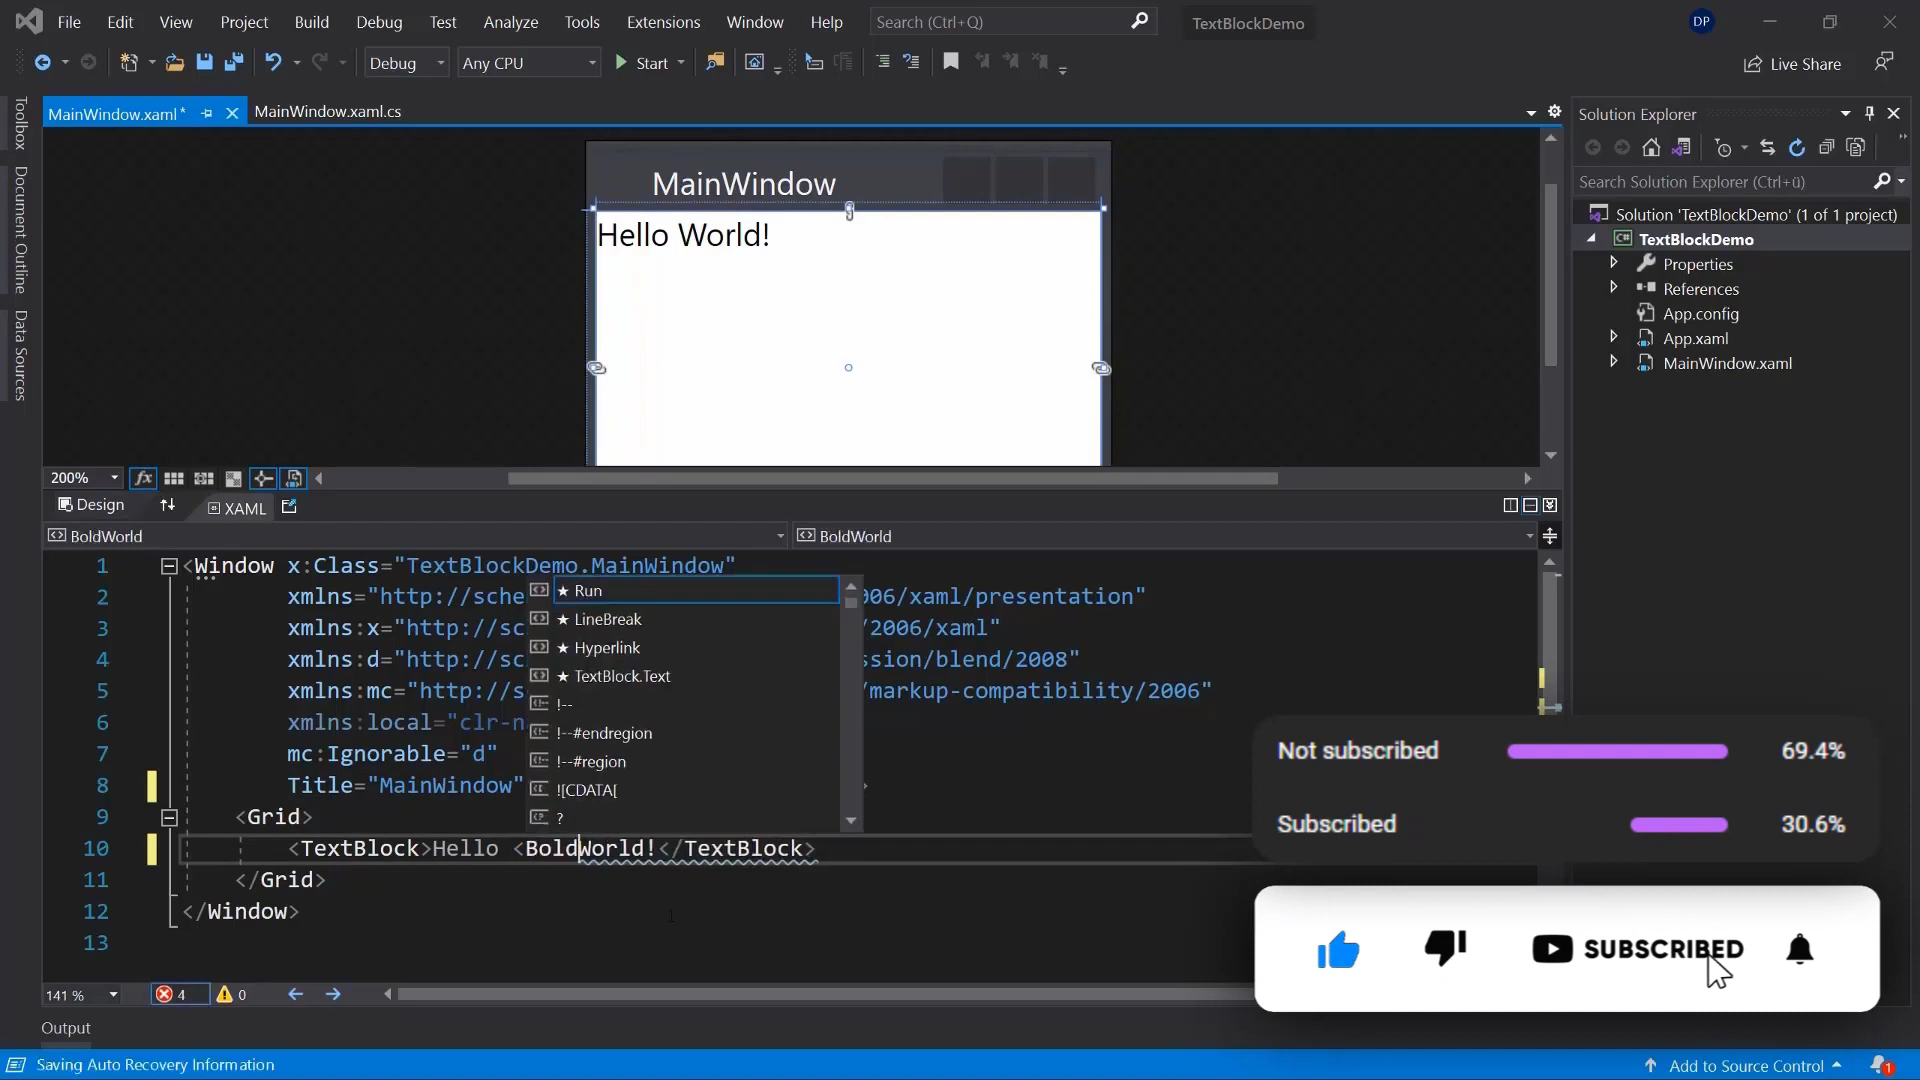 File Edit View Project Build Debug Test Analyze Tools Extensions Window Help Search (Ctrl+Q) TextBlockDemo DP
Debug Any CPU Start Live Share
Toolbox
Document Outline
Data Sources
MainWindow.xaml* MainWindow.xaml.cs
MainWindow
Hello World!
200%
Design XAML
BoldWorld BoldWorld
1 <Window x:Class="TextBlockDemo.MainWindow"
2 xmlns="http://sche 006/xaml/presentation"
3 xmlns:x="http://sc /2006/xaml"
4 xmlns:d="http://sc ssion/blend/2008"
5 xmlns:mc="http://s /markup-compatibility/2006"
6 xmlns:local="clr-n
7 mc:Ignorable="d"
8 Title="MainWindow" >
9 <Grid>
10 <TextBlock>Hello <BoldWorld!</TextBlock>
11 </Grid>
12 </Window>
13
★ Run
★ LineBreak
★ Hyperlink
★ TextBlock.Text
!--
!--#endregion
!--#region
![CDATA[
?
141 % 4 0
Output
Saving Auto Recovery Information
Solution Explorer
Search Solution Explorer (Ctrl+ü)
Solution 'TextBlockDemo' (1 of 1 project)
C# TextBlockDemo
Properties
References
App.config
App.xaml
MainWindow.xaml
Not subscribed 69.4%
Subscribed 30.6%
SUBSCRIBED
Add to Source Control 1